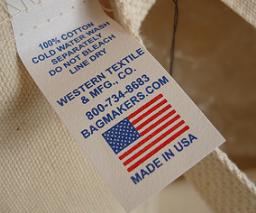 100% COTTON
COLD WATER WASH
SEPARATELY
DO NOT BLEACH
LINE DRY
WESTERN TEXTILE
& MFG., CO.
800-734-8683
BAGMAKERS.COM
MADE IN USA